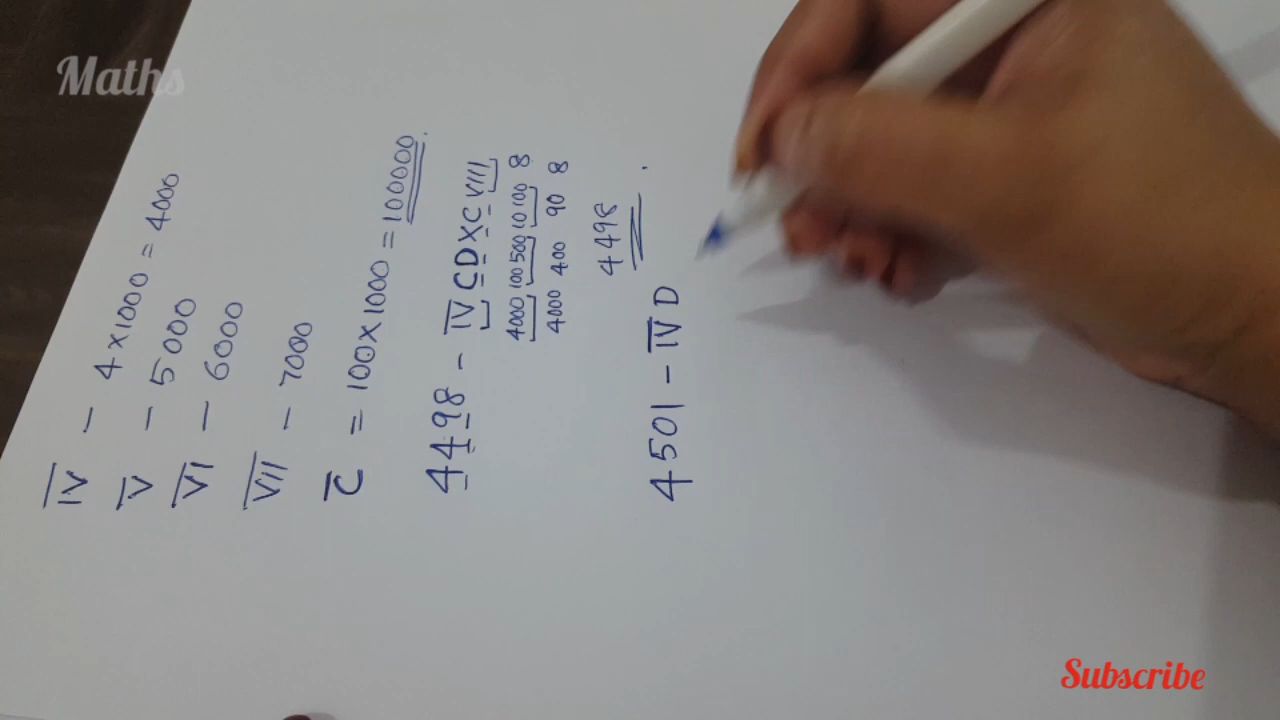 Maths
I̅V̅ - 4×1000 = 4000
V̅ - 5000
V̅I̅ - 6000
V̅I̅I̅ - 7000
C̅ = 100×1000 = 100000.
4498 - I̅V̅ CDXCVIII
4000 100 500 10 100 8
4000 400 90 8
4498
4501 - I̅V̅ D
Subscribe